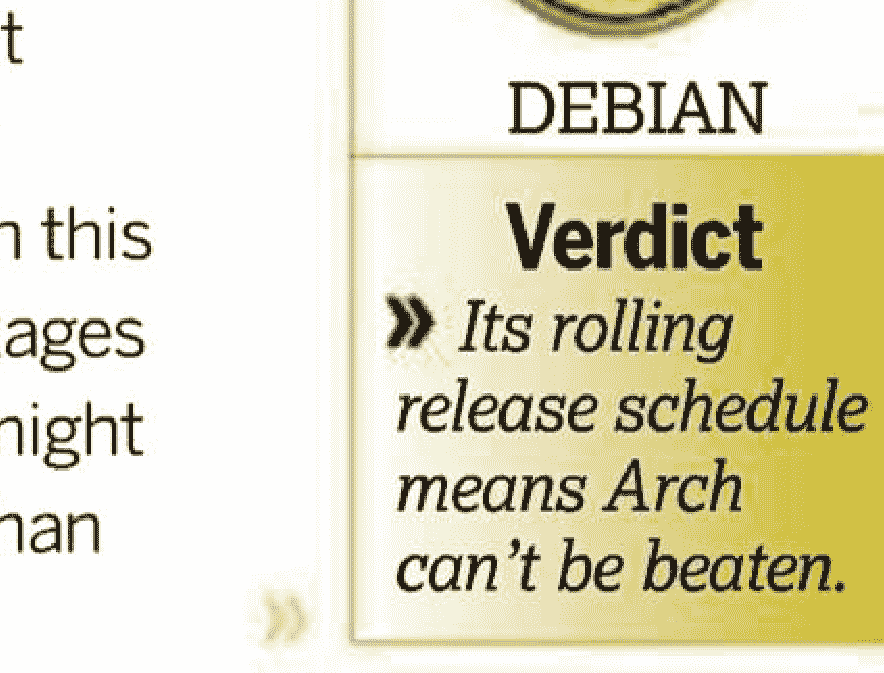 t
n this
ages
night
han
DEBIAN
Verdict
» Its rolling
release schedule
means Arch
can’t be beaten.
»